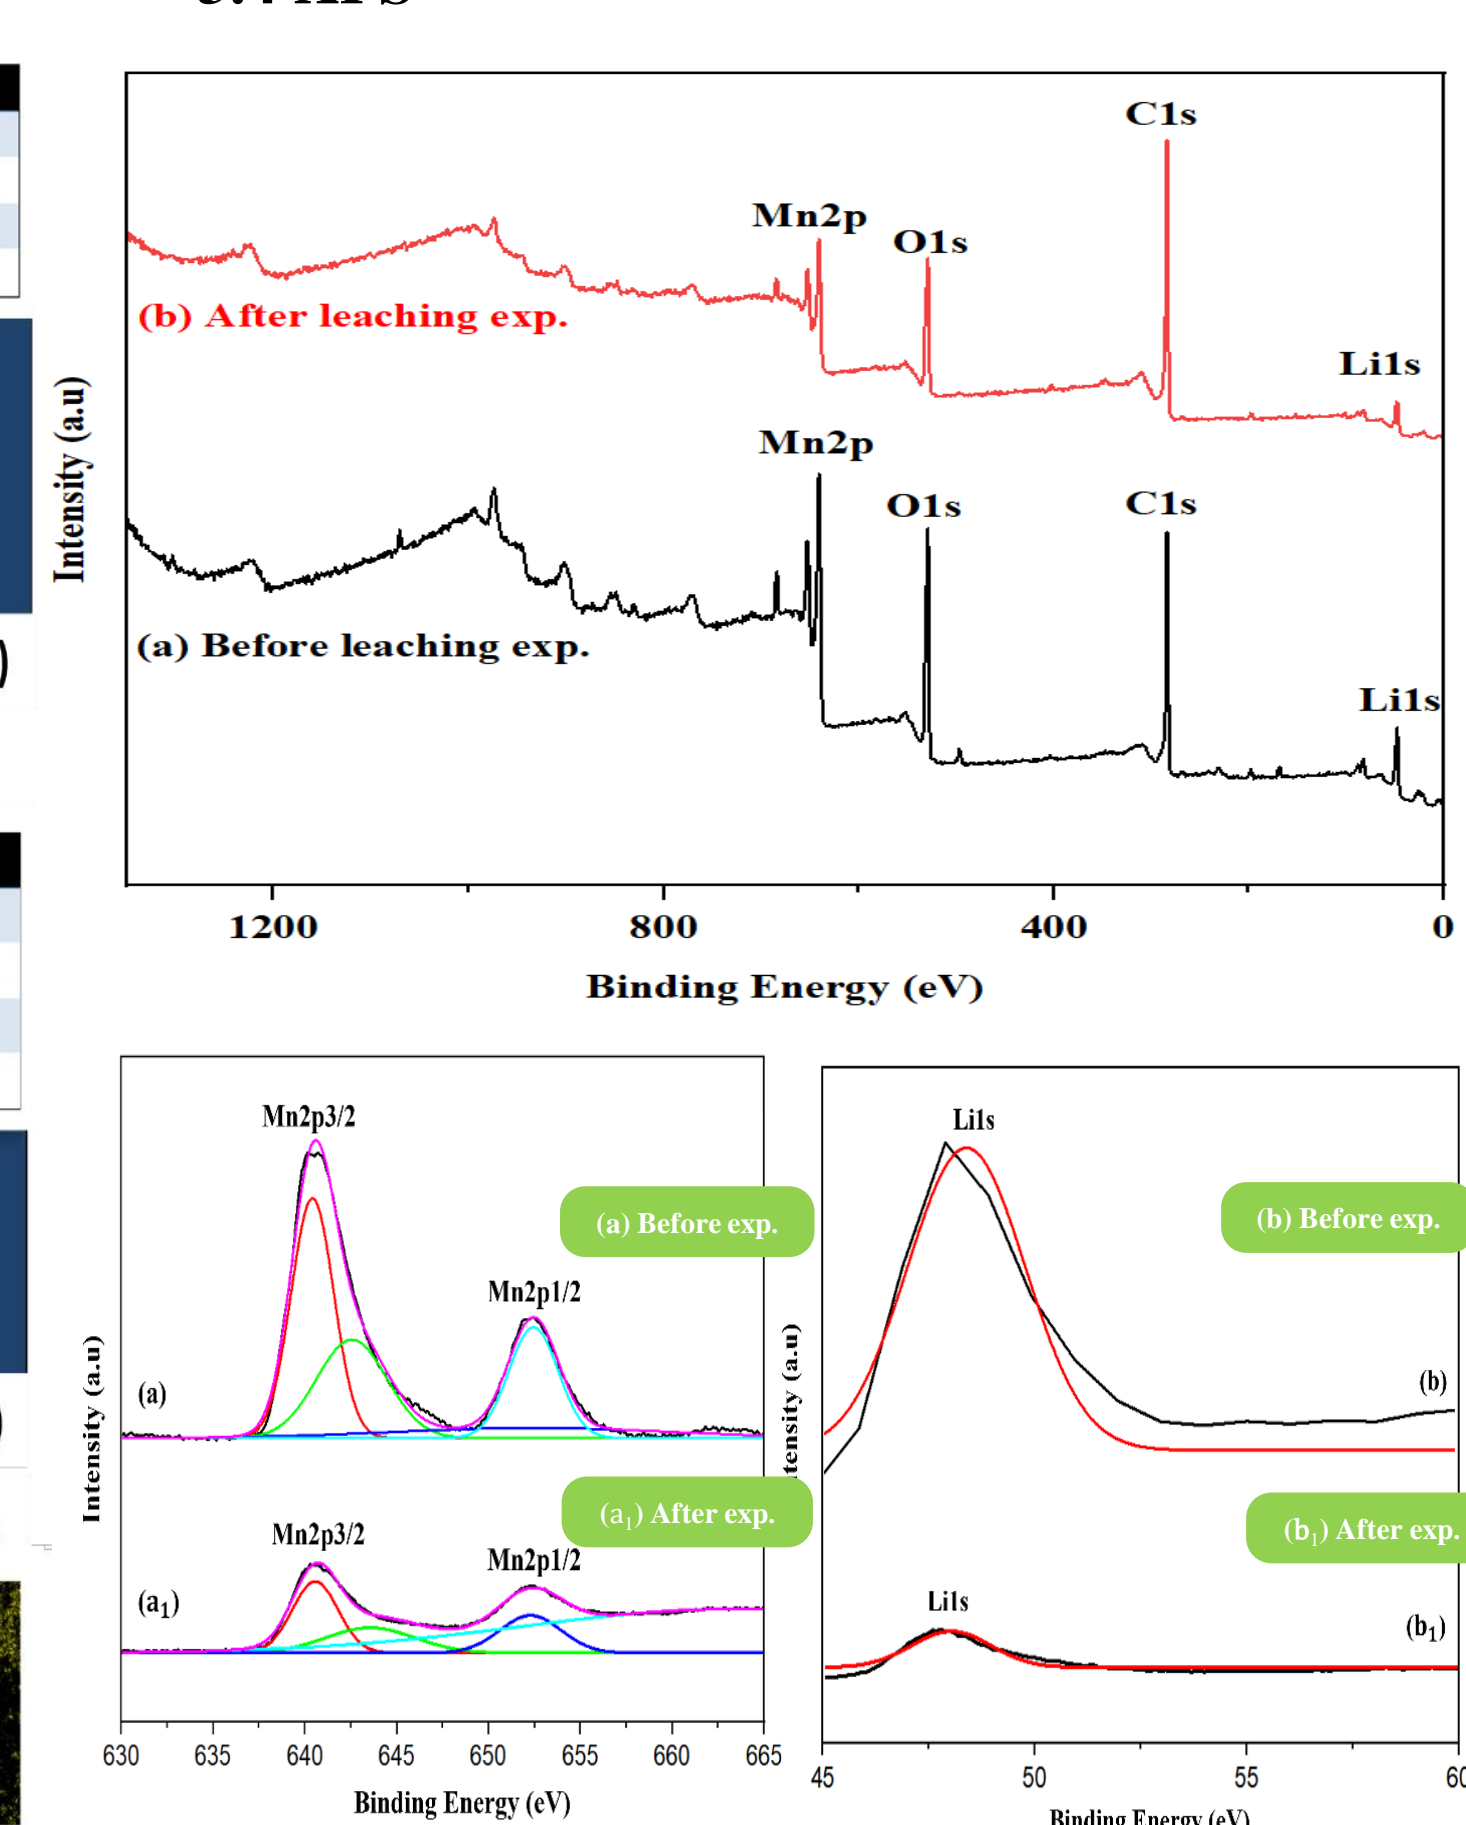 C1s
Mn2p
O1s
(b) After leaching exp.
Li1s
Mn2p
O1s
C1s
(a) Before leaching exp.
Li1s
Intensity (a.u)
1200 800 400 0
Binding Energy (eV)
Mn2p3/2
(a) Before exp.
Mn2p1/2
(a)
Intensity (a.u)
(a₁) After exp.
Mn2p3/2
Mn2p1/2
(a₁)
630 635 640 645 650 655 660 665
Binding Energy (eV)
Li1s
(b) Before exp.
(b)
tensity (a.u)
(b₁) After exp.
Li1s
(b₁)
45 50 55 60
Binding Energy (eV)